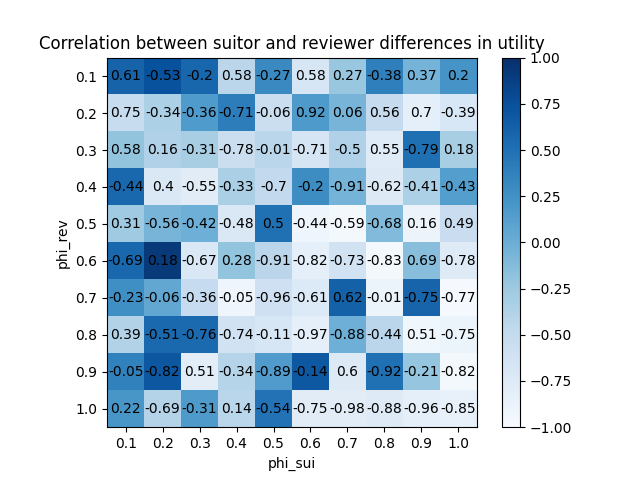 Correlation between suitor and reviewer differences in utility
0.1 0.61 -0.53 -0.2 0.58 -0.27 0.58 0.27 -0.38 0.37 0.2
0.2 0.75 -0.34 -0.36 -0.71 -0.06 0.92 0.06 0.56 0.7 -0.39
0.3 0.58 0.16 -0.31 -0.78 -0.01 -0.71 -0.5 0.55 -0.79 0.18
0.4 -0.44 0.4 -0.55 -0.33 -0.7 -0.2 -0.91 -0.62 -0.41 -0.43
0.5 0.31 -0.56 -0.42 -0.48 0.5 -0.44 -0.59 -0.68 0.16 0.49
0.6 -0.69 0.18 -0.67 0.28 -0.91 -0.82 -0.73 -0.83 0.69 -0.78
0.7 -0.23 -0.06 -0.36 -0.05 -0.96 -0.61 0.62 -0.01 -0.75 -0.77
0.8 0.39 -0.51 -0.76 -0.74 -0.11 -0.97 -0.88 -0.44 0.51 -0.75
0.9 -0.05 -0.82 0.51 -0.34 -0.89 -0.14 0.6 -0.92 -0.21 -0.82
1.0 0.22 -0.69 -0.31 0.14 -0.54 -0.75 -0.98 -0.88 -0.96 -0.85
0.1 0.2 0.3 0.4 0.5 0.6 0.7 0.8 0.9 1.0
phi_sui
phi_rev
1.00
0.75
0.50
0.25
0.00
−0.25
−0.50
−0.75
−1.00